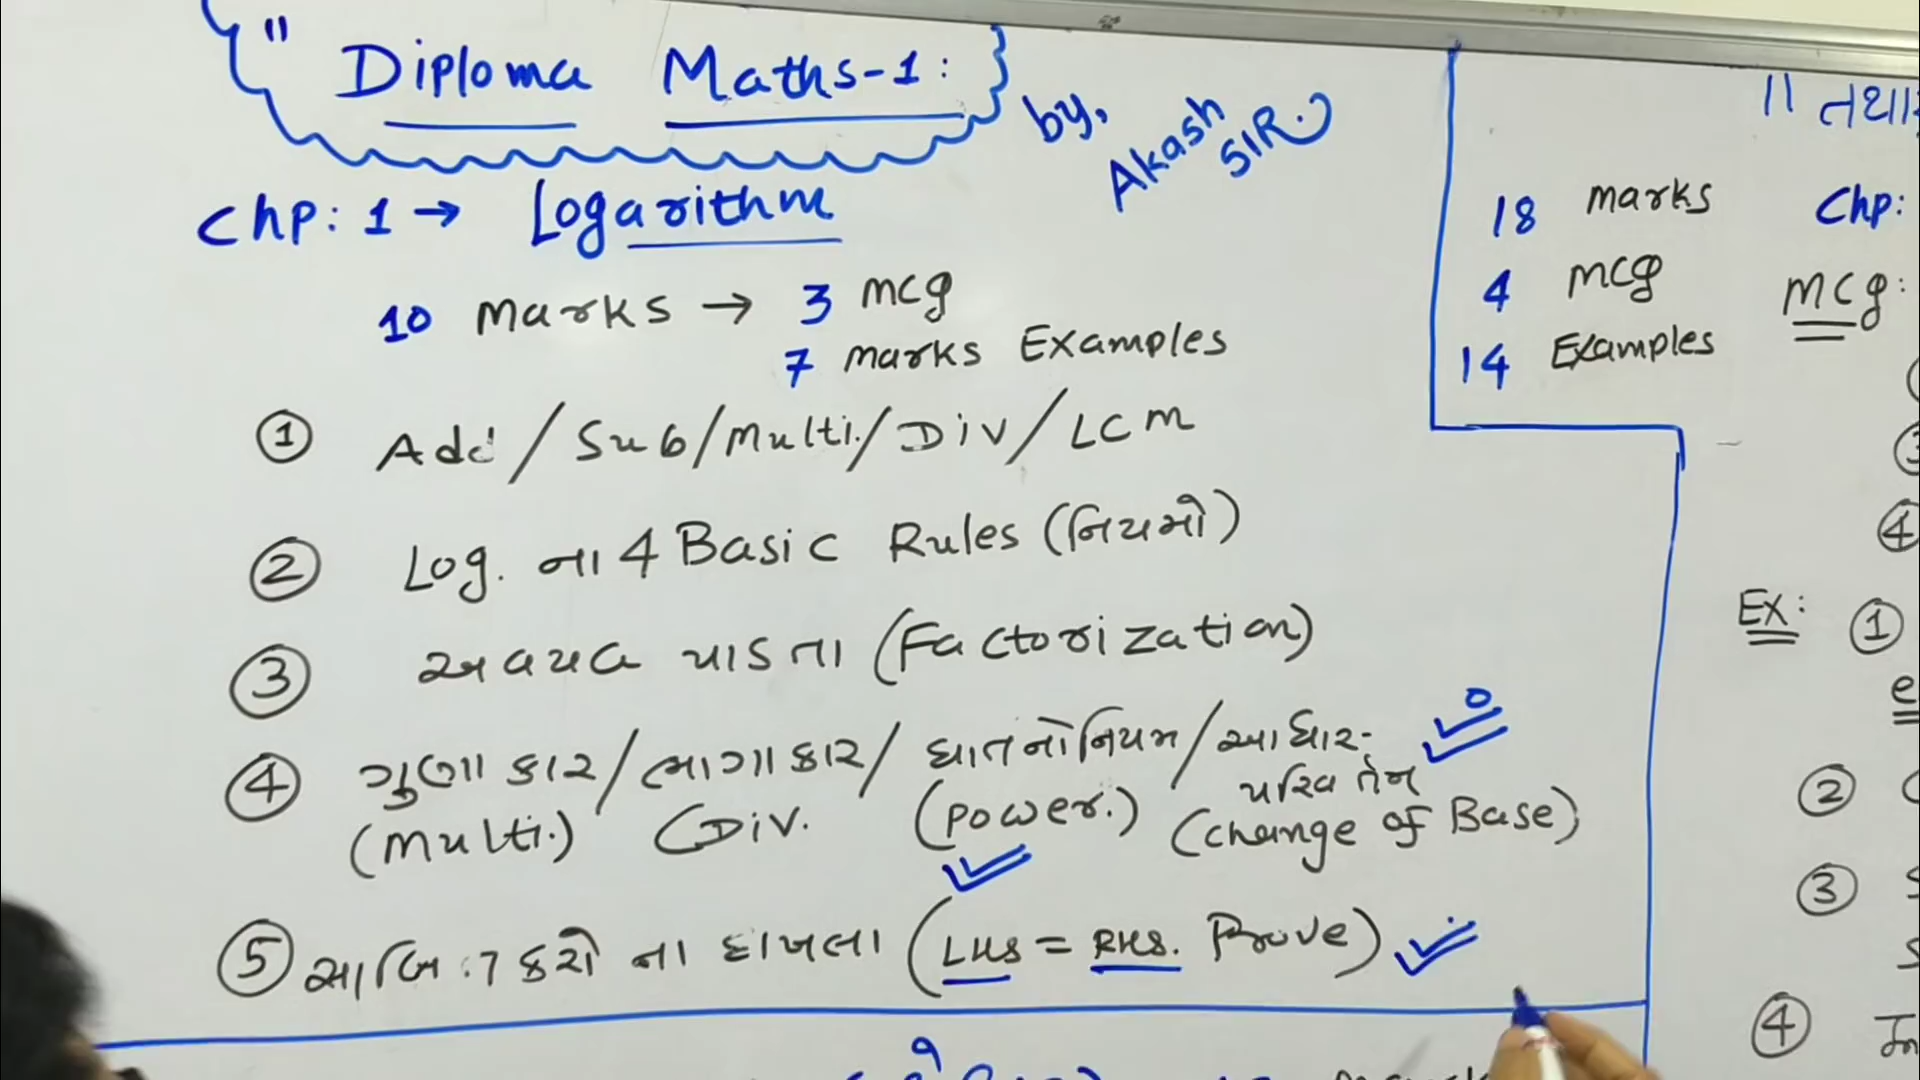 " Diploma Maths-1:
by, Akash SIR.
Chp: 1 → Logarithm
10 Marks → 3 mcq
7 marks Examples
① Add/Sub/Multi./Div/LCM
② Log. ના 4 Basic Rules (નિયમો)
③ અવયવ પાડતા (Factorization)
④ ગુણાકાર/ભાગાકાર/ઘાતનો નિયમ/આધાર-
પરિવર્તન
(Multi.) (Div. (Power.) (Change of Base)
⑤ સાબિત કરો ના દાખલા (LHS = RHS. Prove)
18 marks
4 mcq
14 Examples
Chp:
Mcq:
④
Ex: ①
②
③
④